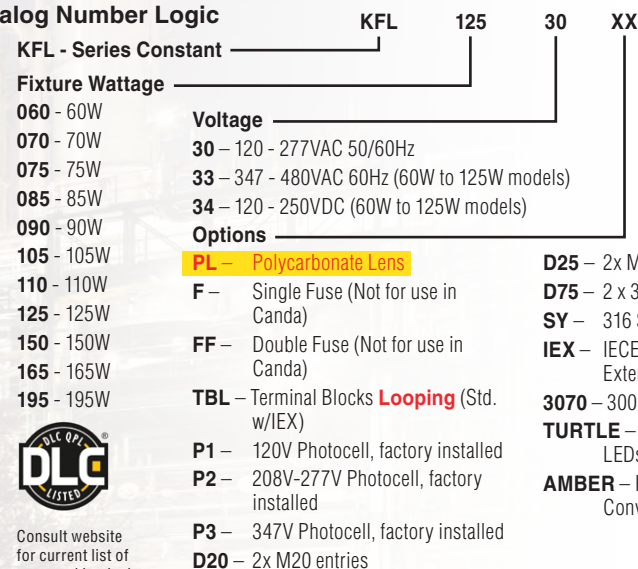 alog Number Logic
KFL 125 30 XX
KFL - Series Constant
Fixture Wattage
060 - 60W
070 - 70W
075 - 75W
085 - 85W
090 - 90W
105 - 105W
110 - 110W
125 - 125W
150 - 150W
165 - 165W
195 - 195W
DLC QPL
DLC
LISTED
®
Consult website
for current list of
Voltage
30 – 120 - 277VAC 50/60Hz
33 – 347 - 480VAC 60Hz (60W to 125W models)
34 – 120 - 250VDC (60W to 125W models)
Options
PL – Polycarbonate Lens
F – Single Fuse (Not for use in
Canda)
FF – Double Fuse (Not for use in
Canda)
TBL – Terminal Blocks Looping (Std.
w/IEX)
P1 – 120V Photocell, factory installed
P2 – 208V-277V Photocell, factory
installed
P3 – 347V Photocell, factory installed
D20 – 2x M20 entries
D25 – 2x M
D75 – 2 x 3
SY – 316
IEX – IECE
Exter
3070 – 300
TURTLE –
LEDs
AMBER –
Conv